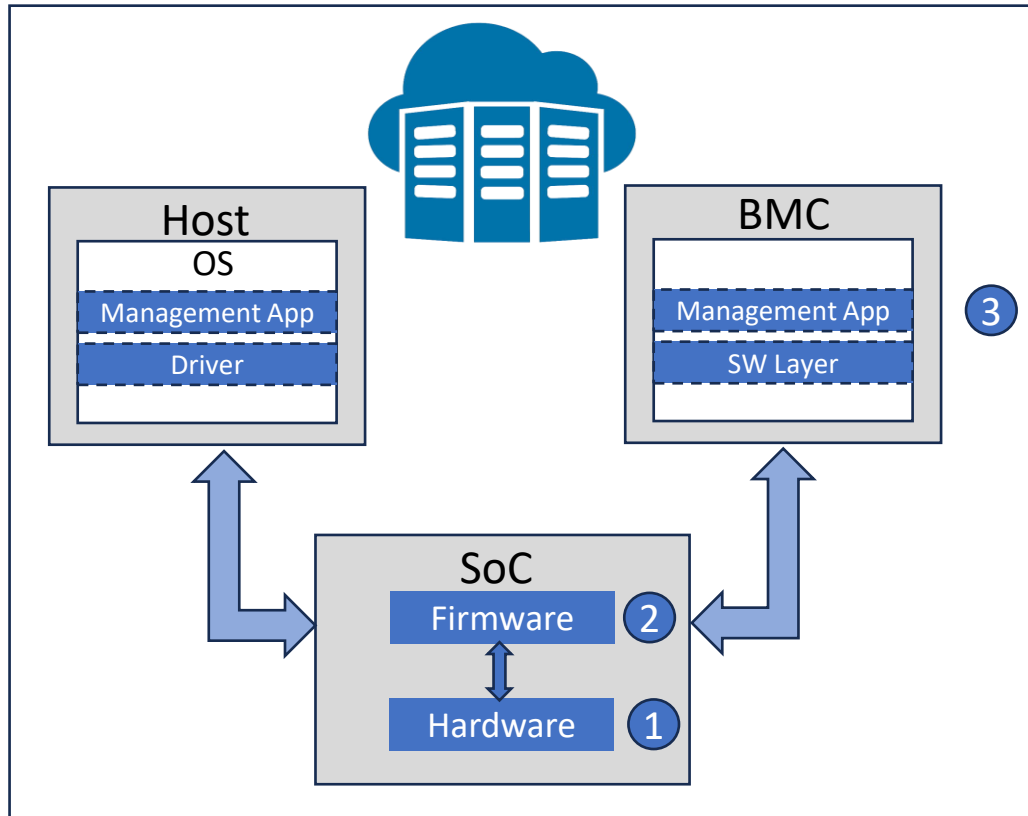 Host
OS
Management App
Driver
BMC
Management App
SW Layer
3
SoC
Firmware
2
Hardware
1